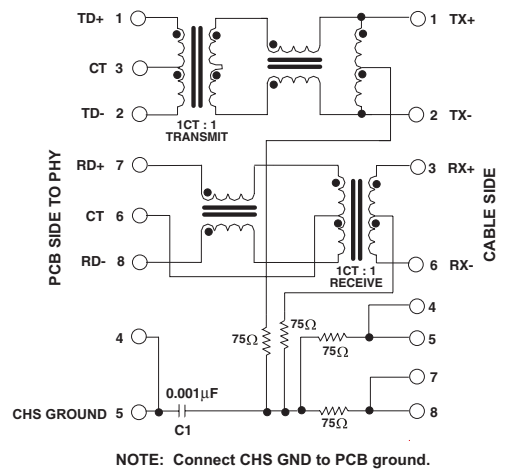 TD+ 1
1 TX+
CT 3
TD- 2
2 TX-
1CT : 1
TRANSMIT
PCB SIDE TO PHY
CABLE SIDE
RD+ 7
3 RX+
CT 6
RD- 8
6 RX-
1CT : 1
RECEIVE
4
75Ω
75Ω
4
5
75Ω
7
0.001µF
CHS GROUND 5
8
C1
75Ω
NOTE: Connect CHS GND to PCB ground.